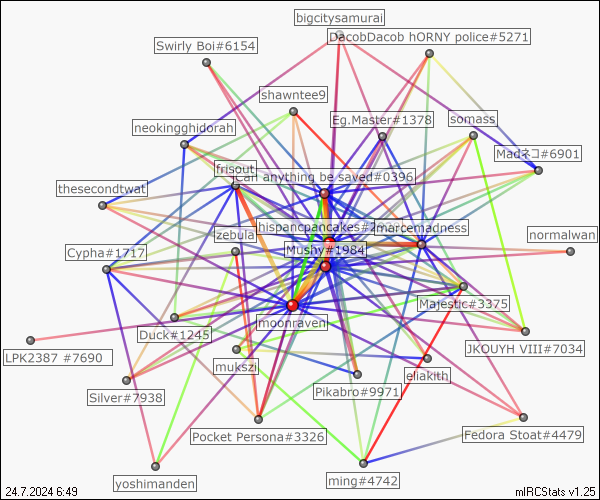 bigcitysamurai
DacobDacob hORNY police#5271
Swirly Boi#6154
shawntee9
Eg.Master#1378
somass
neokingghidorah
Madネコ#6901
frisout
Can anything be saved#0396
thesecondtwat
hispancpancakes#
marcemadness
zebula
normalwan
Cypha#1717
Mushy#1984
Majestic#3375
moonraven
Duck#1245
JKOUYH VIII#7034
LPK2387 #7690
mukszi
eliakith
Silver#7938
Pikabro#9971
Pocket Persona#3326
Fedora Stoat#4479
yoshimanden
ming#4742
24.7.2024 6:49
mIRCStats v1.25